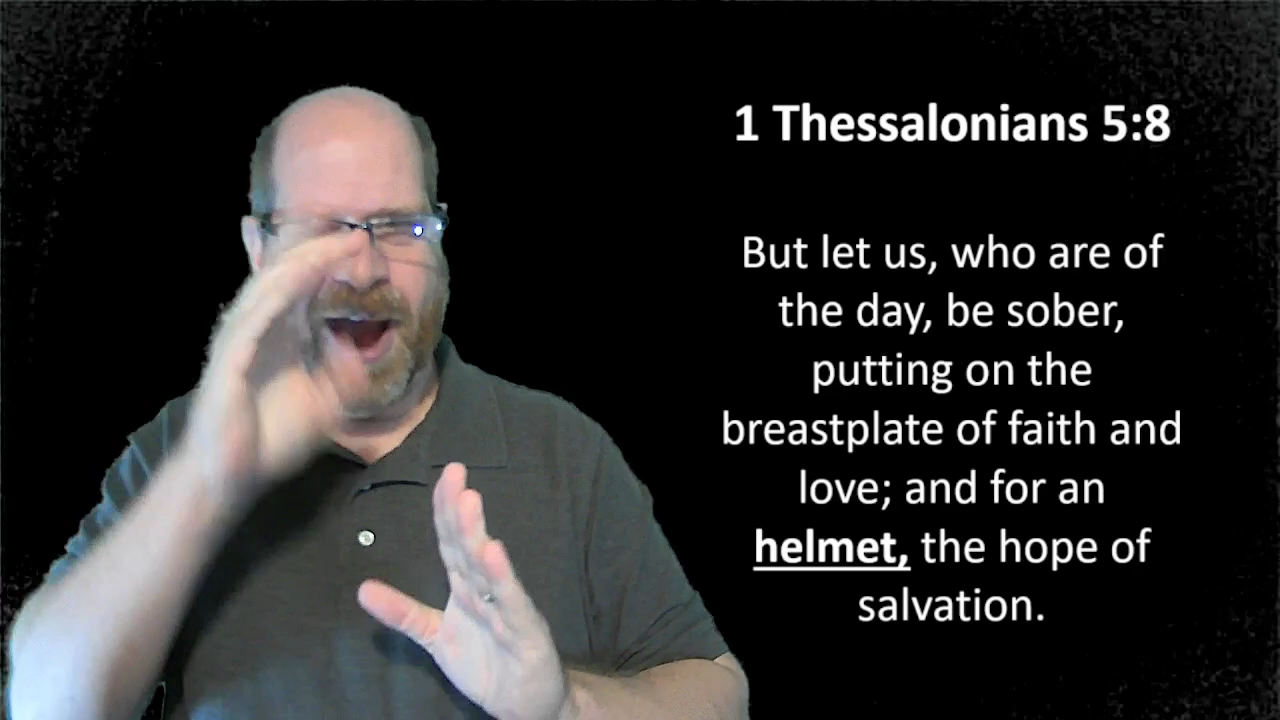 1 Thessalonians 5:8
But let us, who are of
the day, be sober,
putting on the
breastplate of faith and
love; and for an
helmet, the hope of
salvation.